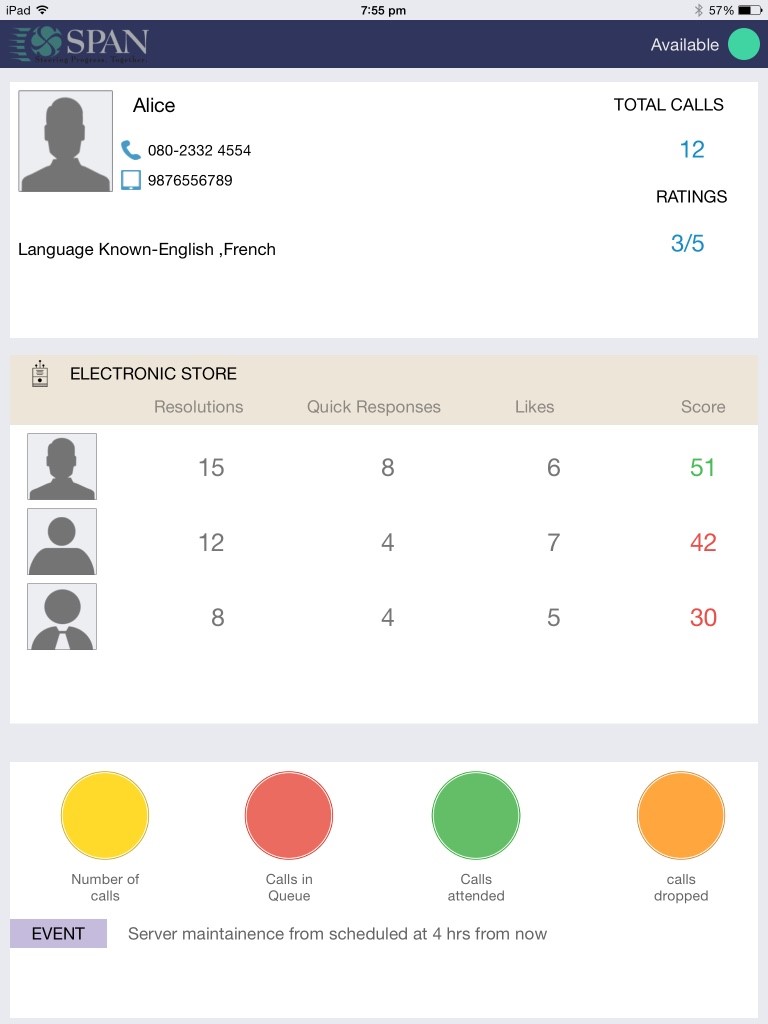 iPad 7:55 pm 57%
SPAN Available
Sharing Progress, Together
Alice TOTAL CALLS
080-2332 4554 12
9876556789
RATINGS
Language Known-English ,French 3/5
ELECTRONIC STORE
Resolutions Quick Responses Likes Score
15 8 6 51
12 4 7 42
8 4 5 30
Number of calls
Calls in Queue
Calls attended
calls dropped
EVENT Server maintainence from scheduled at 4 hrs from now